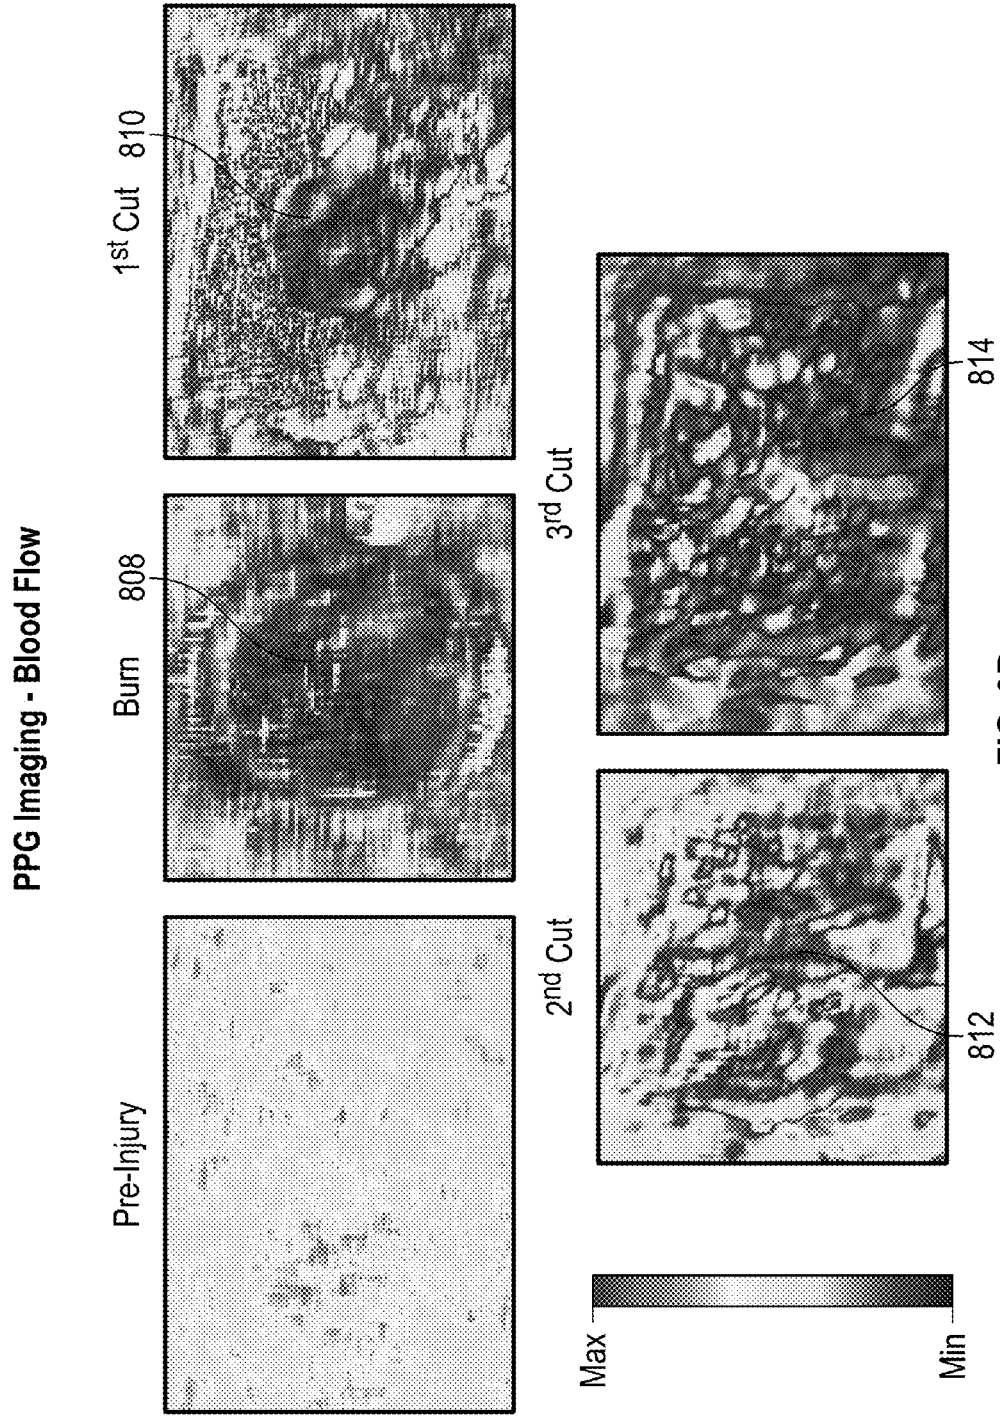 PPG Imaging - Blood Flow
Pre-Injury
Burn
808
1st Cut
810
2nd Cut
812
3rd Cut
814
Max
Min